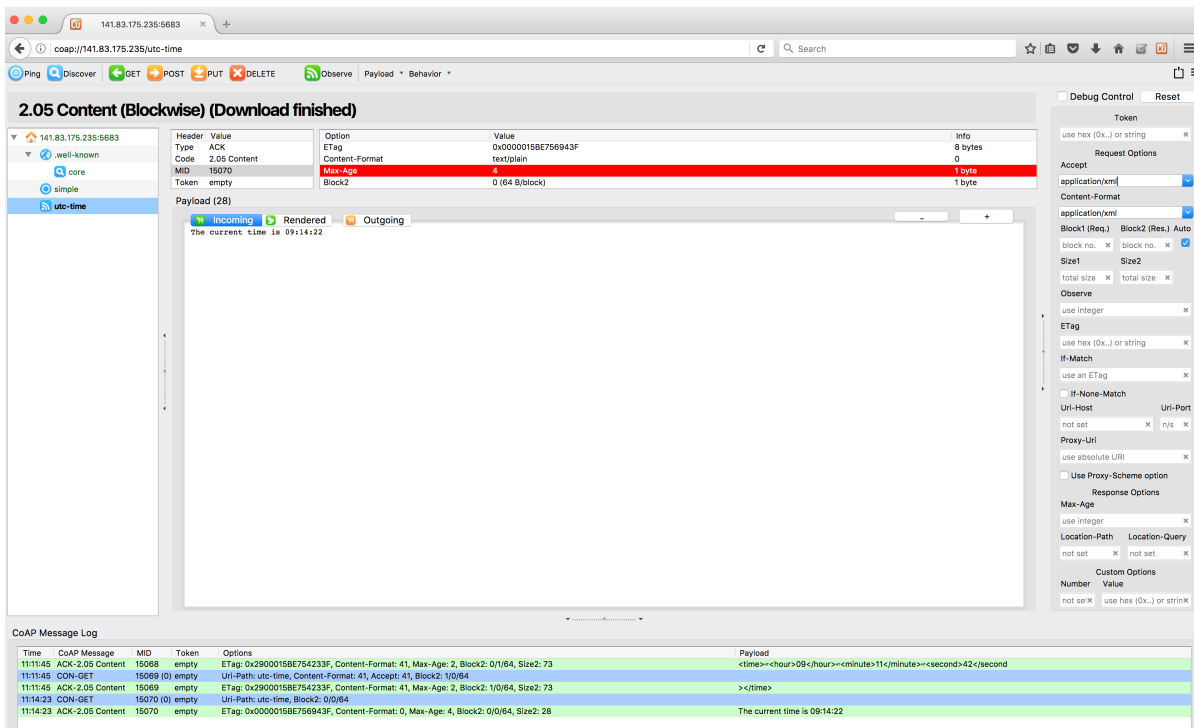 141.83.175.235:5683
coap://141.83.175.235/utc-time
Search
Ping Discover GET POST PUT DELETE Observe Payload Behavior
2.05 Content (Blockwise) (Download finished)
Debug Control Reset
141.83.175.235:5683
.well-known
core
simple
utc-time
Header Value
Type ACK
Code 2.05 Content
MID 15070
Token empty
Option Value Info
ETag 0x0000015BE756943F 8 bytes
Content-Format text/plain 0
Max-Age 4 1 byte
Block2 0 (64 B/block) 1 byte
Payload (28)
Incoming Rendered Outgoing - +
The current time is 09:14:22
Token
use hex (0x..) or string
Request Options
Accept
application/xml
Content-Format
application/xml
Block1 (Req.) Block2 (Res.) Auto
block no. block no.
Size1 Size2
total size total size
Observe
use integer
ETag
use hex (0x..) or string
If-Match
use an ETag
If-None-Match
Uri-Host Uri-Port
not set n/s
Proxy-Uri
use absolute URI
Use Proxy-Scheme option
Response Options
Max-Age
use integer
Location-Path Location-Query
not set not set
Custom Options
Number Value
not se use hex (0x..) or strin
CoAP Message Log
Time CoAP Message MID Token Options Payload
11:11:45 ACK-2.05 Content 15068 empty ETag: 0x2900015BE754233F, Content-Format: 41, Max-Age: 2, Block2: 0/1/64, Size2: 73 <time>↵<hour>09</hour>↵<minute>11</minute>↵<second>42</second
11:11:45 CON-GET 15069 (0) empty Uri-Path: utc-time, Content-Format: 41, Accept: 41, Block2: 1/0/64
11:11:45 ACK-2.05 Content 15069 empty ETag: 0x2900015BE754233F, Content-Format: 41, Max-Age: 2, Block2: 1/0/64, Size2: 73 ></time>
11:14:23 CON-GET 15070 (0) empty Uri-Path: utc-time, Block2: 0/0/64
11:14:23 ACK-2.05 Content 15070 empty ETag: 0x0000015BE756943F, Content-Format: 0, Max-Age: 4, Block2: 0/0/64, Size2: 28 The current time is 09:14:22